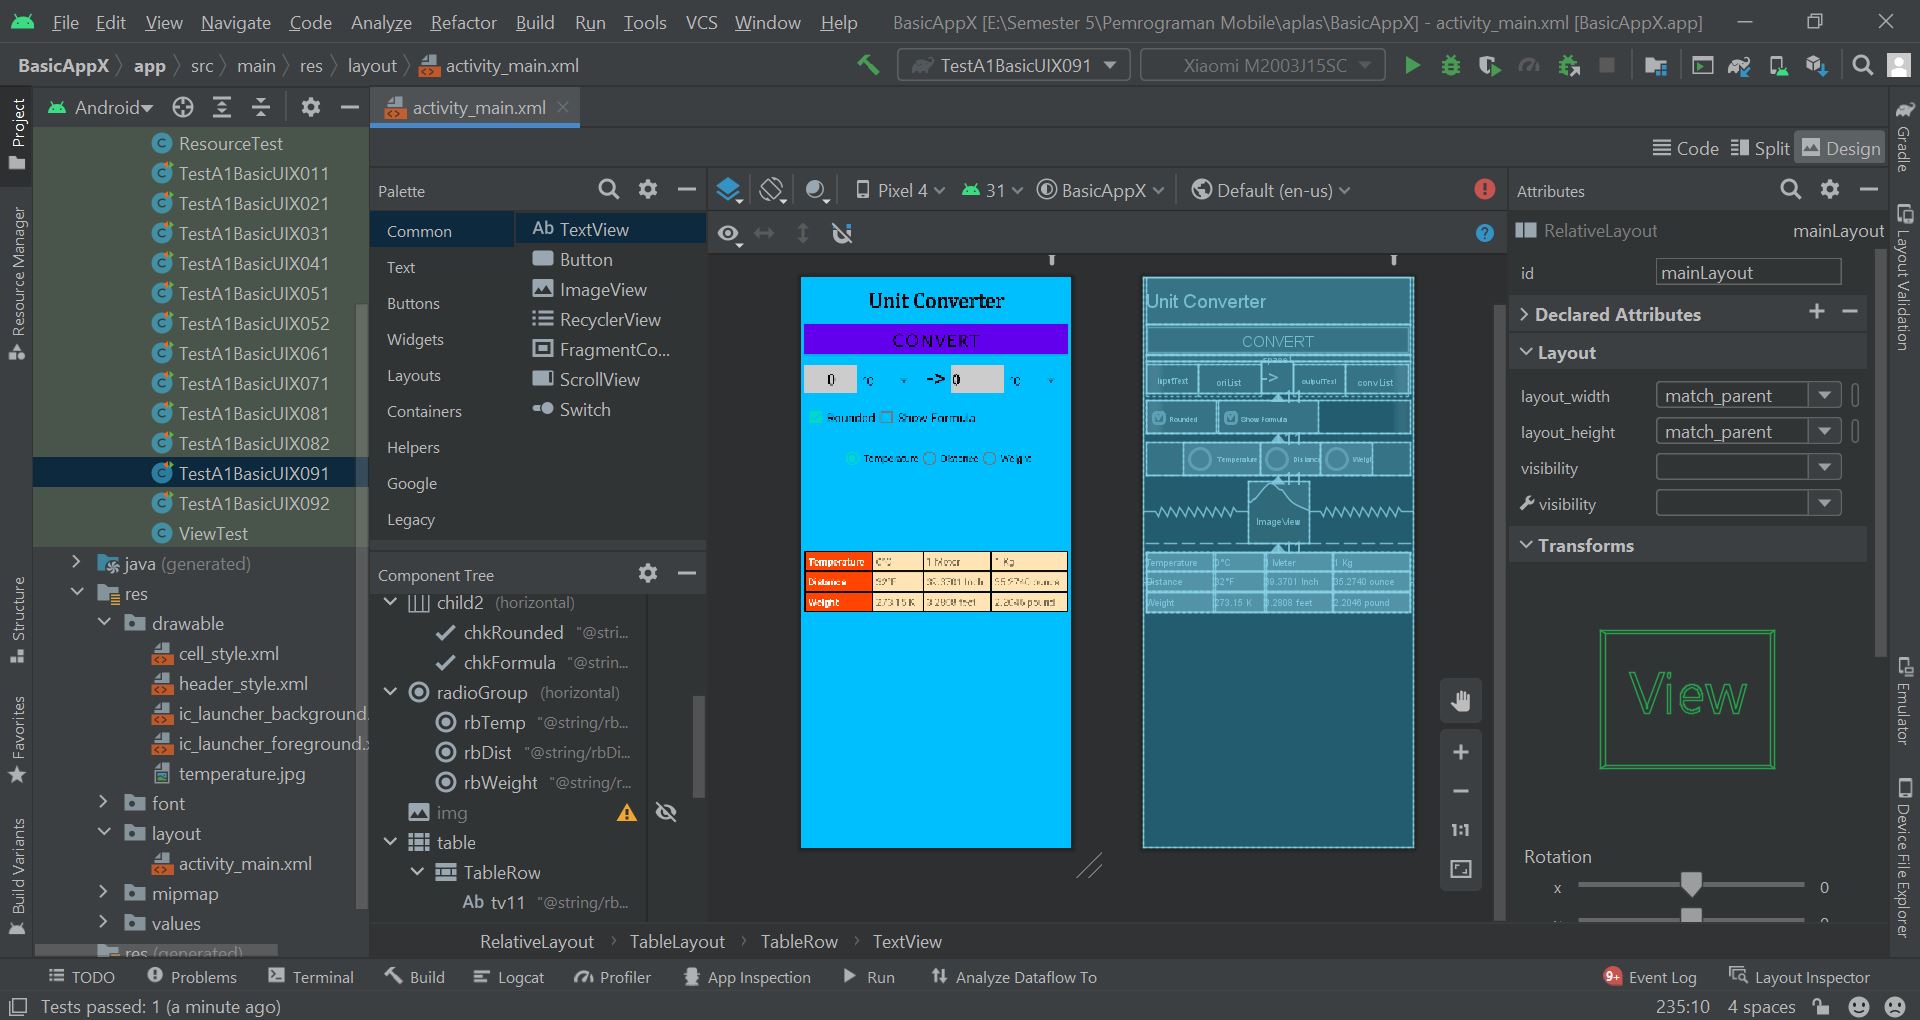 File Edit View Navigate Code Analyze Refactor Build Run Tools VCS Window Help BasicAppX [E:\Semester 5\Pemrograman Mobile\aplas\BasicAppX] - activity_main.xml [BasicAppX.app]
BasicAppX app src main res layout activity_main.xml TestA1BasicUIX091 Xiaomi M2003J15SC
Project
Resource Manager
Structure
Favorites
Build Variants
Android
ResourceTest
TestA1BasicUIX011
TestA1BasicUIX021
TestA1BasicUIX031
TestA1BasicUIX041
TestA1BasicUIX051
TestA1BasicUIX052
TestA1BasicUIX061
TestA1BasicUIX071
TestA1BasicUIX081
TestA1BasicUIX082
TestA1BasicUIX091
TestA1BasicUIX092
ViewTest
java (generated)
res
drawable
cell_style.xml
header_style.xml
ic_launcher_background.
ic_launcher_foreground.x
temperature.jpg
font
layout
activity_main.xml
mipmap
values
res (generated)
activity_main.xml
Code Split Design
Palette
Common
Text
Buttons
Widgets
Layouts
Containers
Helpers
Google
Legacy
Ab TextView
Button
ImageView
RecyclerView
FragmentCo...
ScrollView
Switch
Component Tree
child2 (horizontal)
chkRounded "@stri...
chkFormula "@strin...
radioGroup (horizontal)
rbTemp "@string/rb...
rbDist "@string/rbDi...
rbWeight "@string/r...
img
table
TableRow
Ab tv11 "@string/rb...
Pixel 4 31 BasicAppX Default (en-us)
Unit Converter
CONVERT
0 °C -> 0 °C
Rounded Show Formula
Temperature Distance Weight
Temperature 0°C 1 Meter 1 Kg
Distance 32°F 39.3701 Inch 35.2740 ounce
Weight 273.15 K 3.2808 feet 2.2046 pound
Unit Converter
CONVERT
space
inputText oriList -> outputText convList
Rounded Show Formula
Temperature Distance Weight
ImageView
Temperature 0°C 1 Meter 1 Kg
Distance 32°F 39.3701 Inch 35.2740 ounce
Weight 273.15 K 3.2808 feet 2.2046 pound
1:1
RelativeLayout TableLayout TableRow TextView
Attributes
RelativeLayout mainLayout
id mainLayout
Declared Attributes
Layout
layout_width match_parent
layout_height match_parent
visibility
visibility
Transforms
View
Rotation
x 0
Gradle
Layout Validation
Emulator
Device File Explorer
TODO Problems Terminal Build Logcat Profiler App Inspection Run Analyze Dataflow To 9+ Event Log Layout Inspector
Tests passed: 1 (a minute ago) 235:10 4 spaces